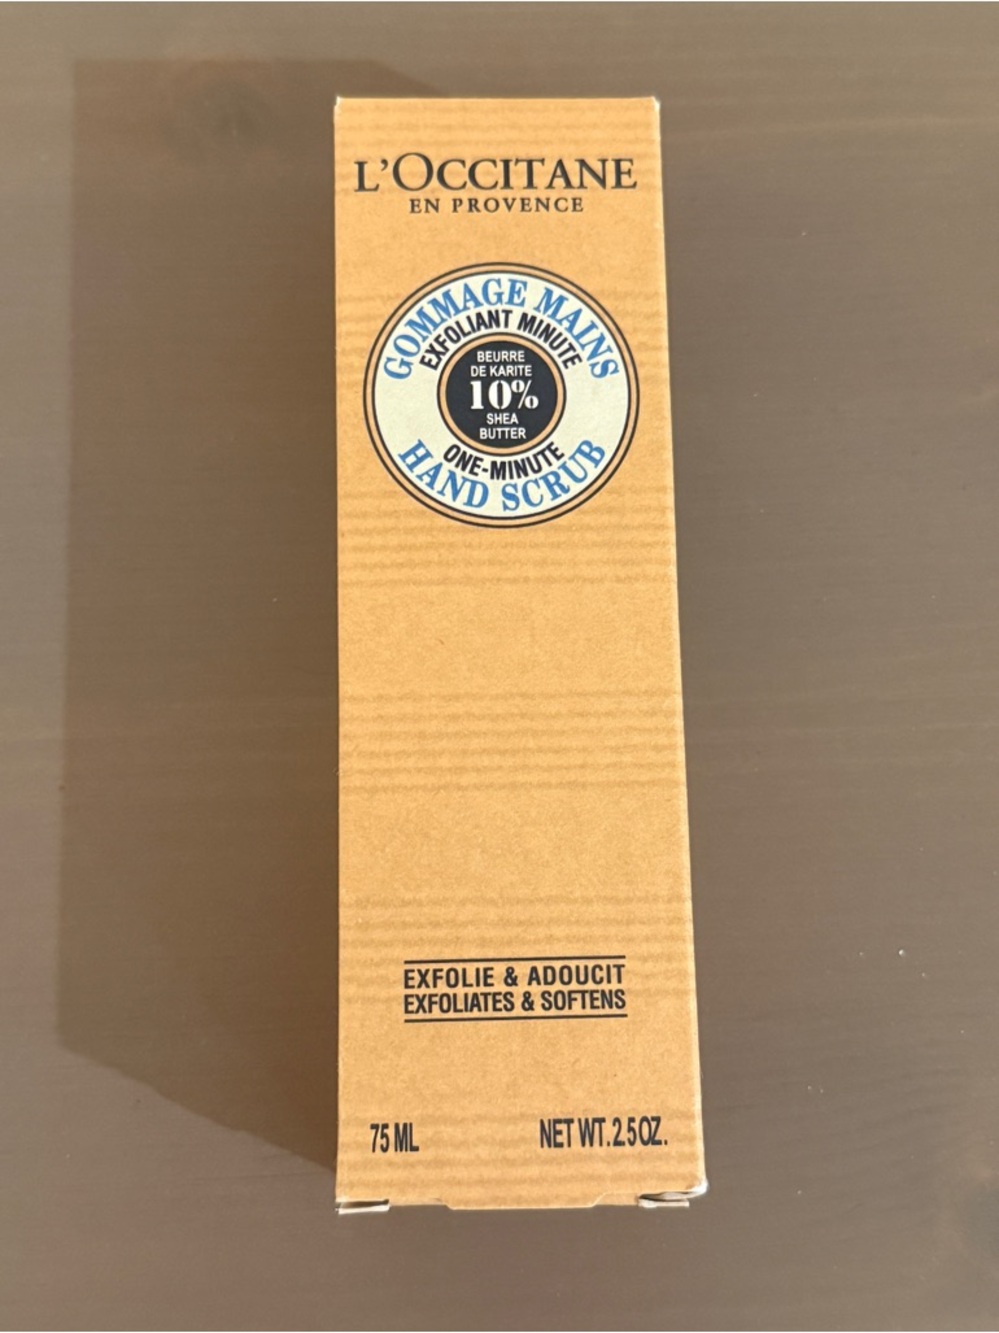 L'OCCITANE
EN PROVENCE
GOMMAGE MAINS
EXFOLIANT MINUTE
BEURRE
DE KARITE
10%
SHEA
BUTTER
ONE-MINUTE
HAND SCRUB
EXFOLIE & ADOUCIT
EXFOLIATES & SOFTENS
75 ML
NET WT. 2.5 OZ.